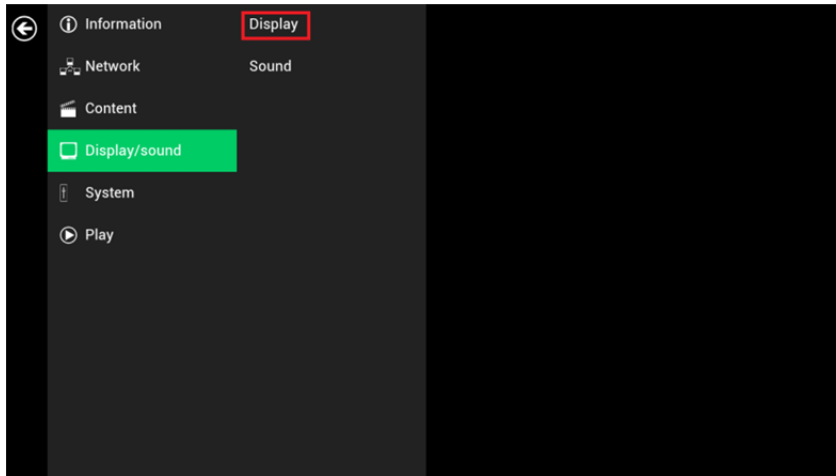 Information
Network
Content
Display/sound
System
Play
Display
Sound